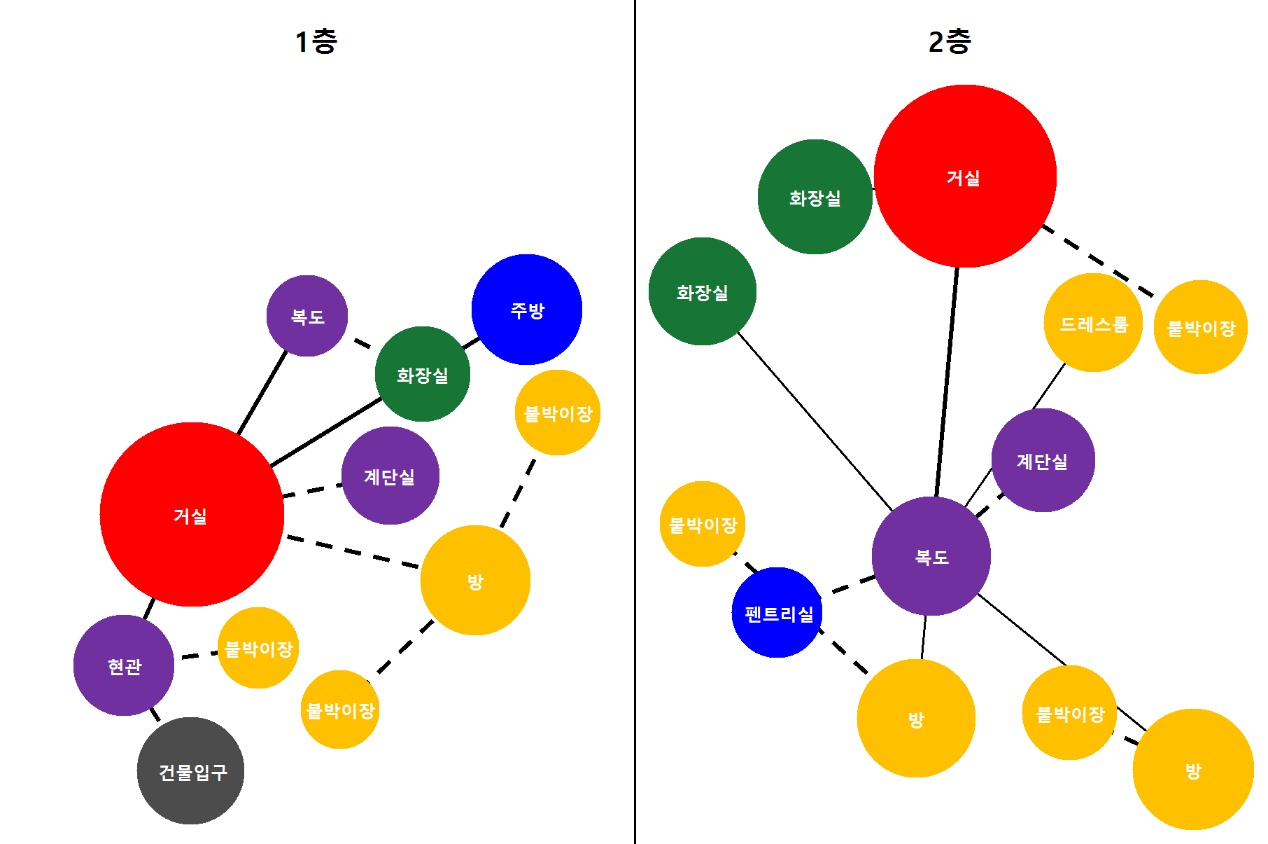 1층
복도
주방
화장실
붙박이장
계단실
거실
방
현관
붙박이장
붙박이장
건물입구
2층
거실
화장실
화장실
드레스룸
붙박이장
계단실
붙박이장
복도
펜트리실
방
붙박이장
방